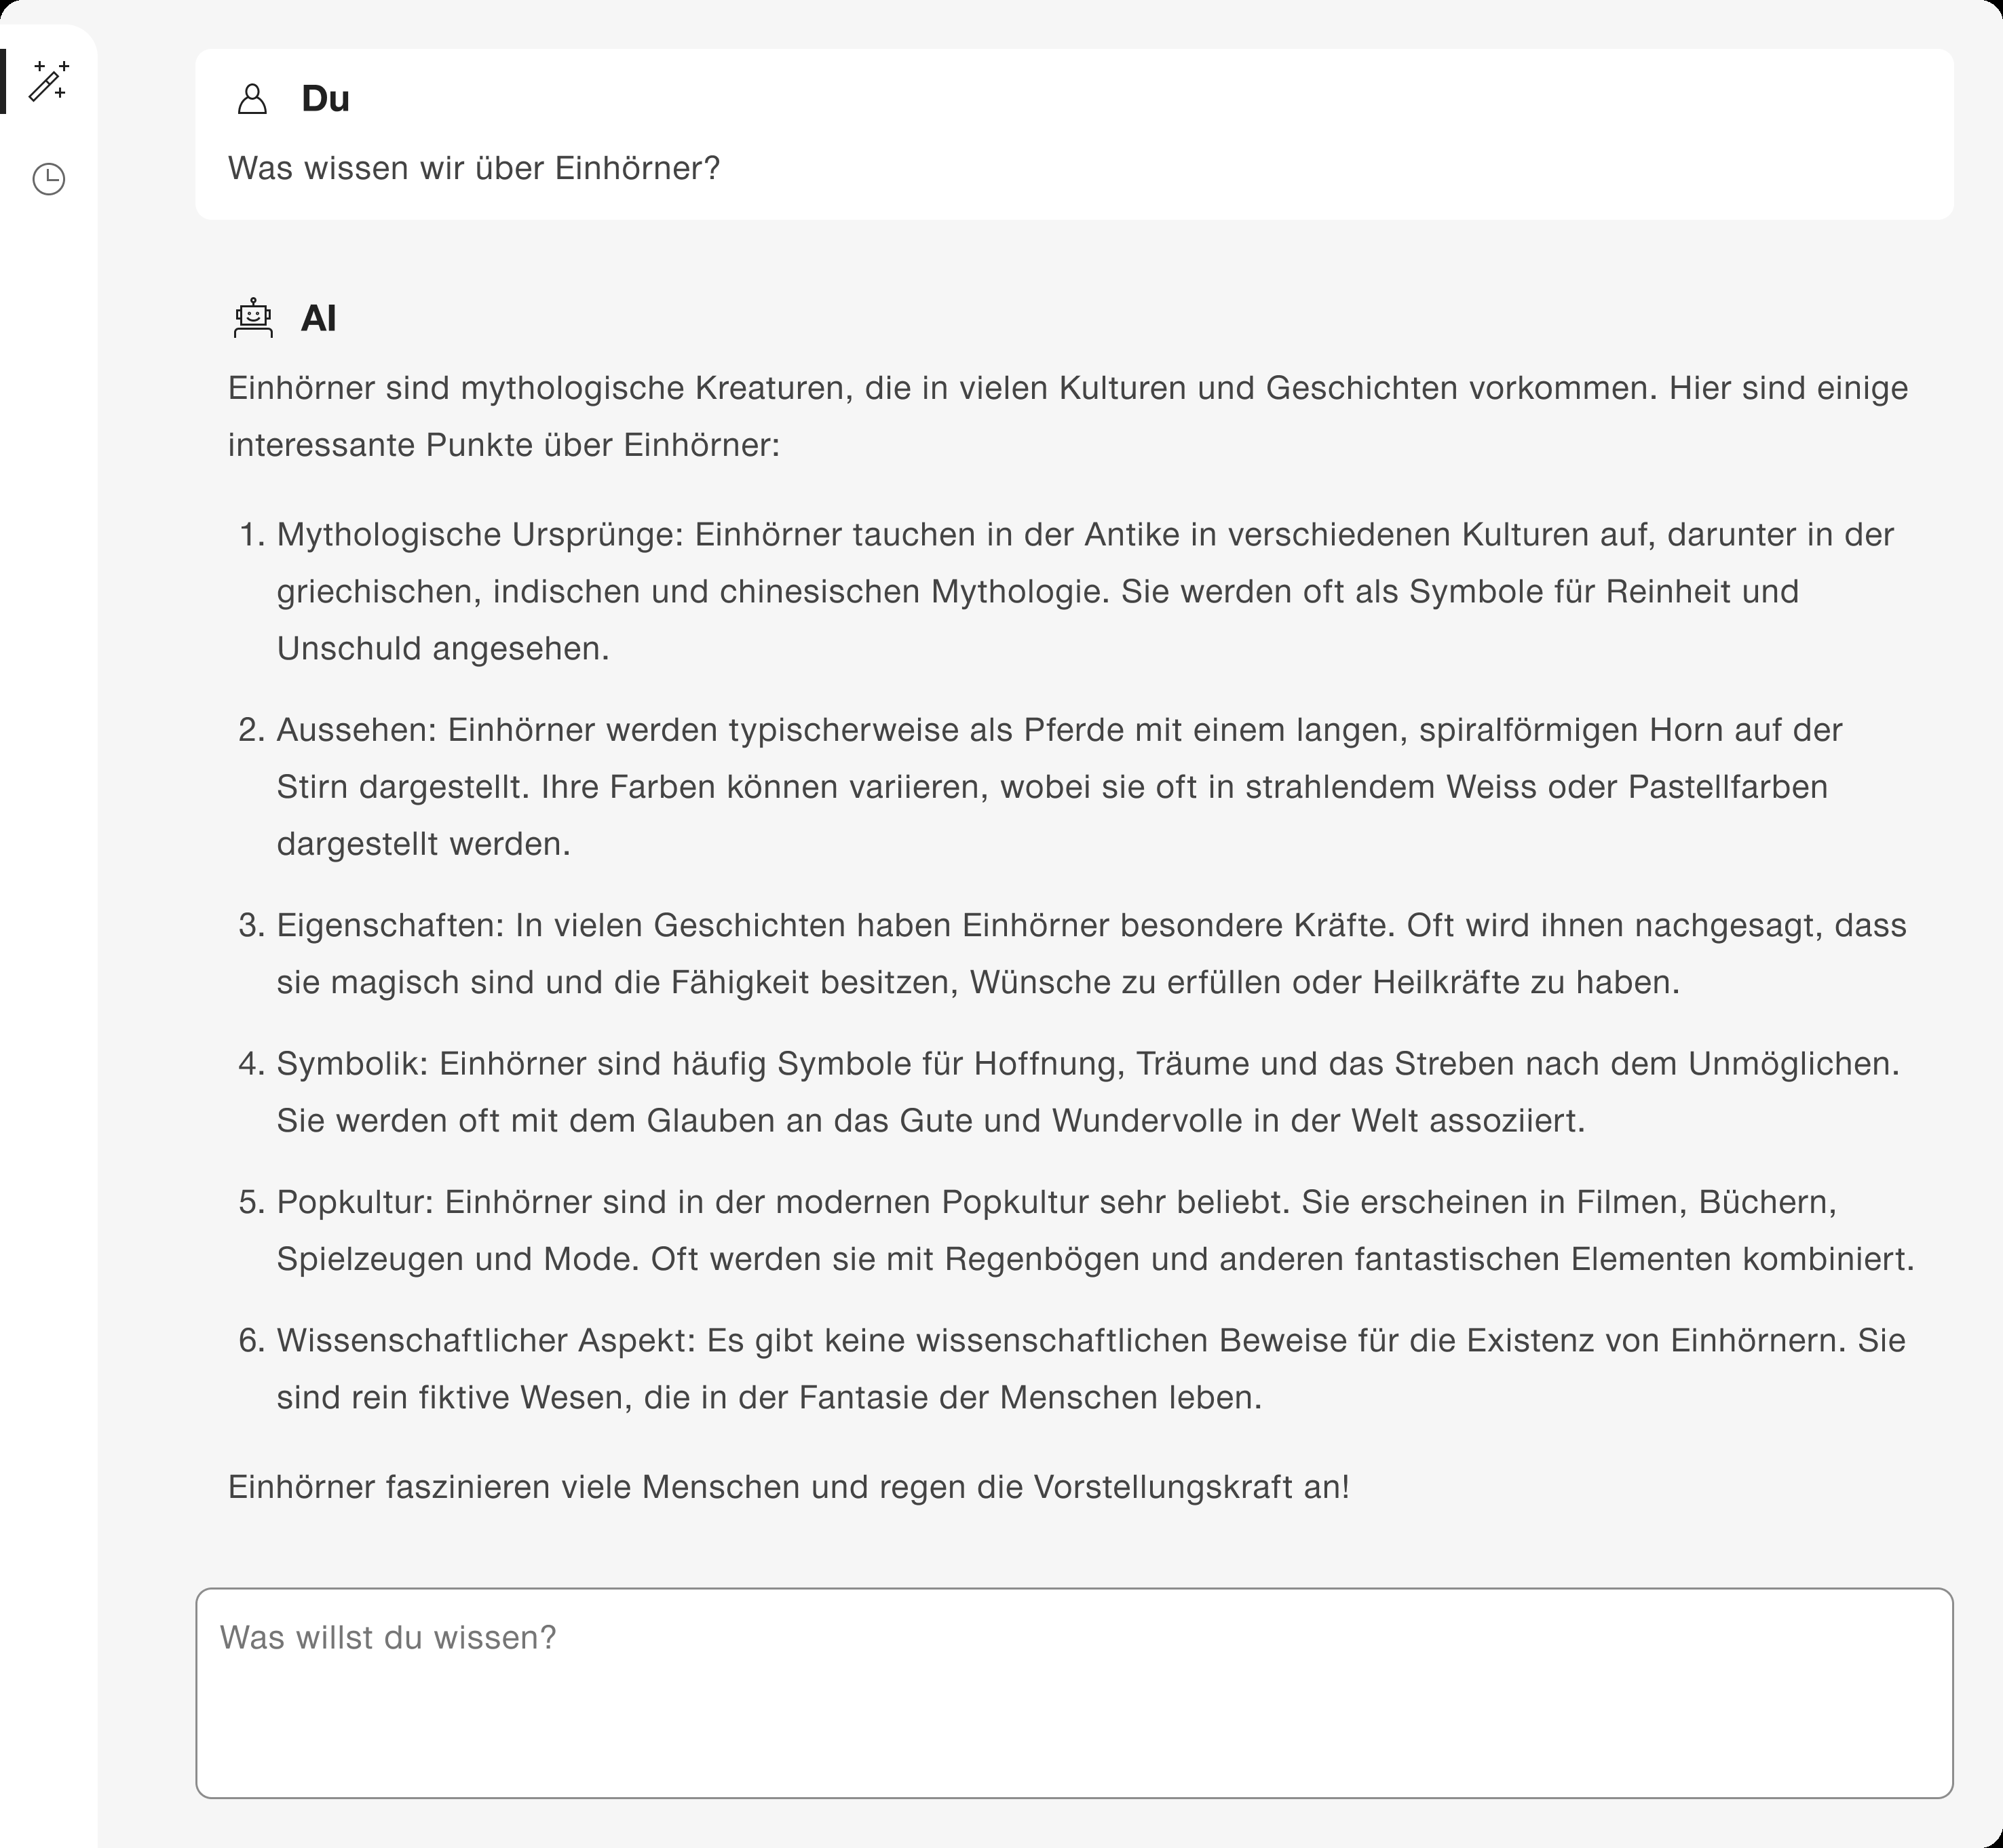 Du
Was wissen wir über Einhörner?
AI
Einhörner sind mythologische Kreaturen, die in vielen Kulturen und Geschichten vorkommen. Hier sind einige
interessante Punkte über Einhörner:
1. Mythologische Ursprünge: Einhörner tauchen in der Antike in verschiedenen Kulturen auf, darunter in der
griechischen, indischen und chinesischen Mythologie. Sie werden oft als Symbole für Reinheit und
Unschuld angesehen.
2. Aussehen: Einhörner werden typischerweise als Pferde mit einem langen, spiralförmigen Horn auf der
Stirn dargestellt. Ihre Farben können variieren, wobei sie oft in strahlendem Weiss oder Pastellfarben
dargestellt werden.
3. Eigenschaften: In vielen Geschichten haben Einhörner besondere Kräfte. Oft wird ihnen nachgesagt, dass
sie magisch sind und die Fähigkeit besitzen, Wünsche zu erfüllen oder Heilkräfte zu haben.
4. Symbolik: Einhörner sind häufig Symbole für Hoffnung, Träume und das Streben nach dem Unmöglichen.
Sie werden oft mit dem Glauben an das Gute und Wundervolle in der Welt assoziiert.
5. Popkultur: Einhörner sind in der modernen Popkultur sehr beliebt. Sie erscheinen in Filmen, Büchern,
Spielzeugen und Mode. Oft werden sie mit Regenbögen und anderen fantastischen Elementen kombiniert.
6. Wissenschaftlicher Aspekt: Es gibt keine wissenschaftlichen Beweise für die Existenz von Einhörnern. Sie
sind rein fiktive Wesen, die in der Fantasie der Menschen leben.
Einhörner faszinieren viele Menschen und regen die Vorstellungskraft an!
Was willst du wissen?